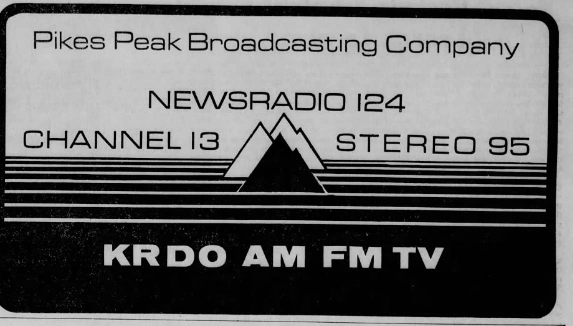 Pikes Peak Broadcasting Company
NEWSRADIO 124
CHANNEL 13 STEREO 95
KRDO AM FM TV